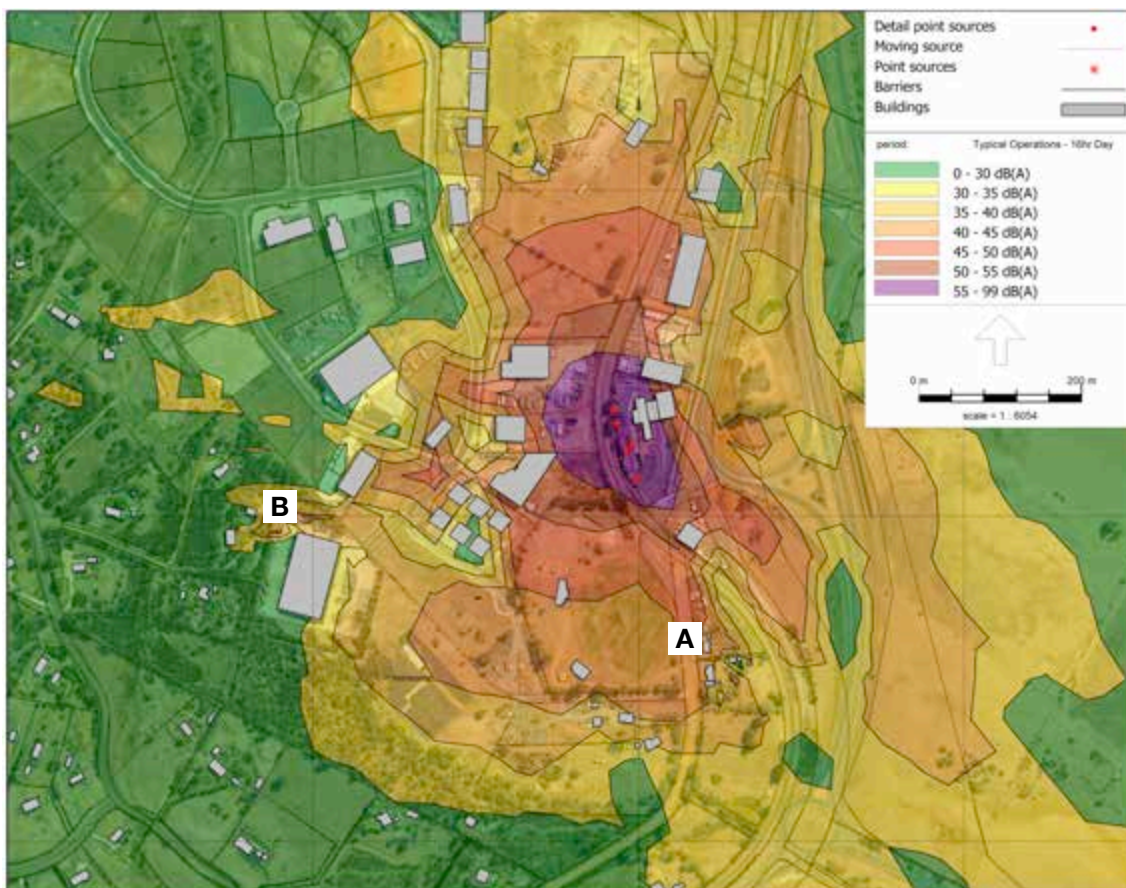 Detail point sources
Moving source
Point sources
Barriers
Buildings
period: Typical Operations - 16hr Day
0 - 30 dB(A)
30 - 35 dB(A)
35 - 40 dB(A)
40 - 45 dB(A)
45 - 50 dB(A)
50 - 55 dB(A)
55 - 99 dB(A)
0 m 200 m
scale = 1 : 6054
B
A